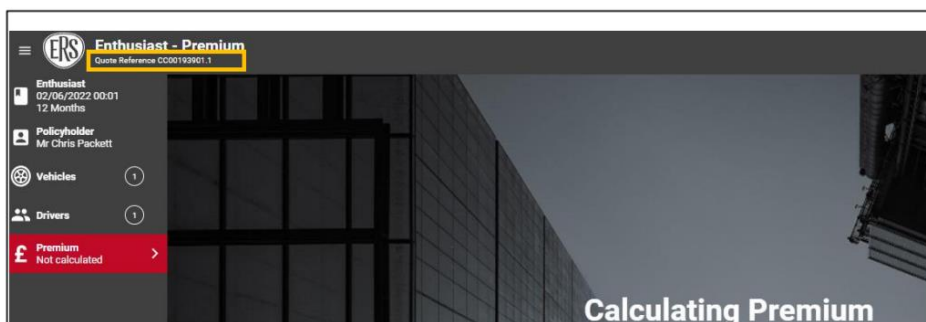 ERS
Enthusiast - Premium
Quote Reference CC00193901.1
Enthusiast
02/06/2022 00:01
12 Months
Policyholder
Mr Chris Packett
Vehicles
1
Drivers
1
£
Premium
Not calculated
Calculating Premium